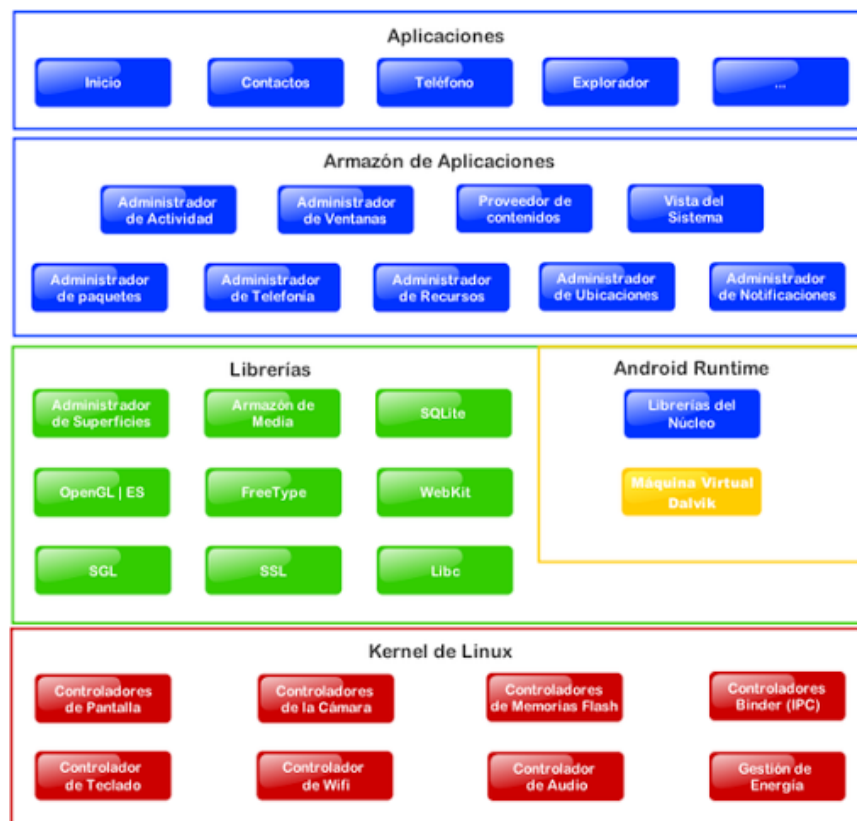 Aplicaciones
Inicio
Contactos
Teléfono
Explorador
...
Armazón de Aplicaciones
Administrador
de Actividad
Administrador
de Ventanas
Proveedor de
contenidos
Vista del
Sistema
Administrador
de paquetes
Administrador
de Telefonía
Administrador
de Recursos
Administrador
de Ubicaciones
Administrador
de Notificaciones
Librerías
Administrador
de Superficies
Armazón de
Media
SQLite
OpenGL | ES
FreeType
WebKit
SGL
SSL
Libc
Android Runtime
Librerías del
Núcleo
Máquina Virtual
Dalvik
Kernel de Linux
Controladores
de Pantalla
Controladores
de la Cámara
Controladores
de Memorias Flash
Controladores
Binder (IPC)
Controlador
de Teclado
Controlador
de Wifi
Controlador
de Audio
Gestión de
Energía